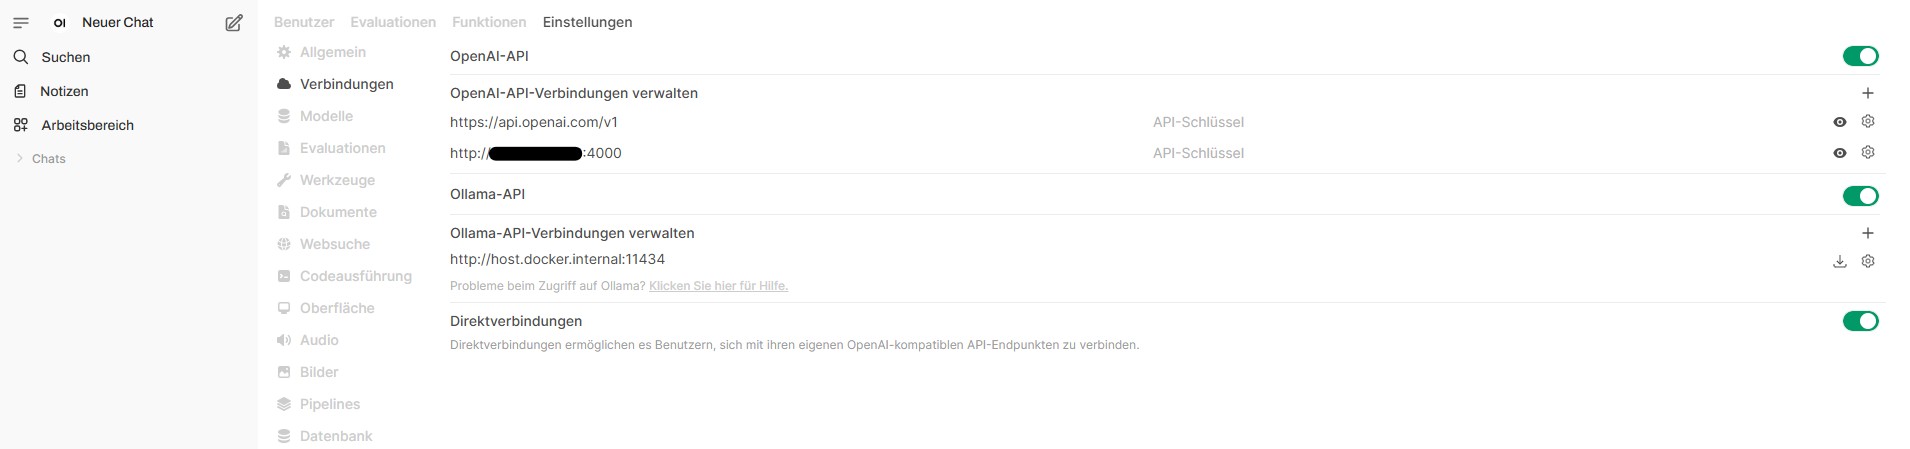 OI Neuer Chat
Suchen
Notizen
Arbeitsbereich
Chats
Benutzer Evaluationen Funktionen Einstellungen
Allgemein
Verbindungen
Modelle
Evaluationen
Werkzeuge
Dokumente
Websuche
Codeausführung
Oberfläche
Audio
Bilder
Pipelines
Datenbank
OpenAI-API
OpenAI-API-Verbindungen verwalten
https://api.openai.com/v1 API-Schlüssel
http:// :4000 API-Schlüssel
Ollama-API
Ollama-API-Verbindungen verwalten
http://host.docker.internal:11434
Probleme beim Zugriff auf Ollama? Klicken Sie hier für Hilfe.
Direktverbindungen
Direktverbindungen ermöglichen es Benutzern, sich mit ihren eigenen OpenAI-kompatiblen API-Endpunkten zu verbinden.